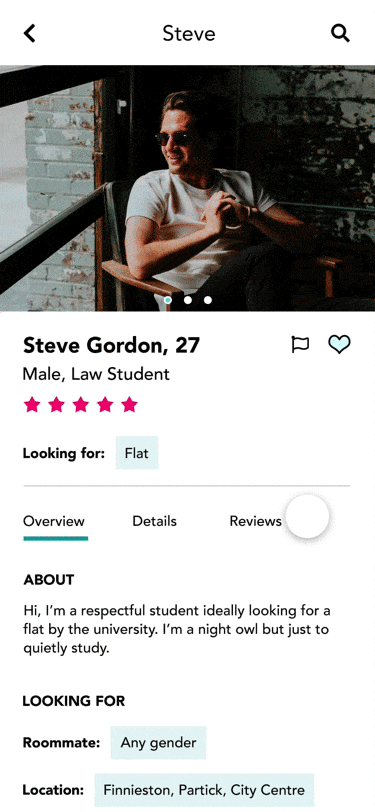 Steve
Steve Gordon, 27
Male, Law Student
Looking for: Flat
Overview Details Reviews
ABOUT
Hi, I'm a respectful student ideally looking for a
flat by the university. I'm a night owl but just to
quietly study.
LOOKING FOR
Roommate: Any gender
Location: Finnieston, Partick, City Centre